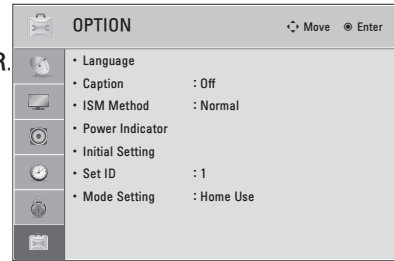 OPTION Move Enter
R.
• Language
• Caption : Off
• ISM Method : Normal
• Power Indicator
• Initial Setting
• Set ID : 1
• Mode Setting : Home Use